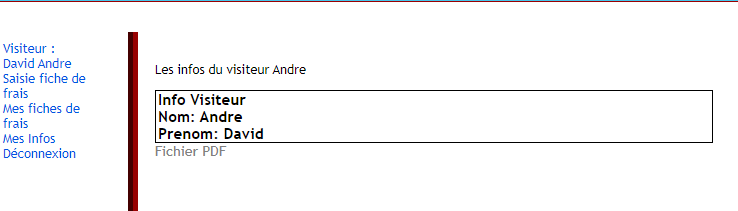 Visiteur :
David Andre
Saisie fiche de
frais
Mes fiches de
frais
Mes Infos
Déconnexion
Les infos du visiteur Andre
Info Visiteur
Nom: Andre
Prenom: David
Fichier PDF